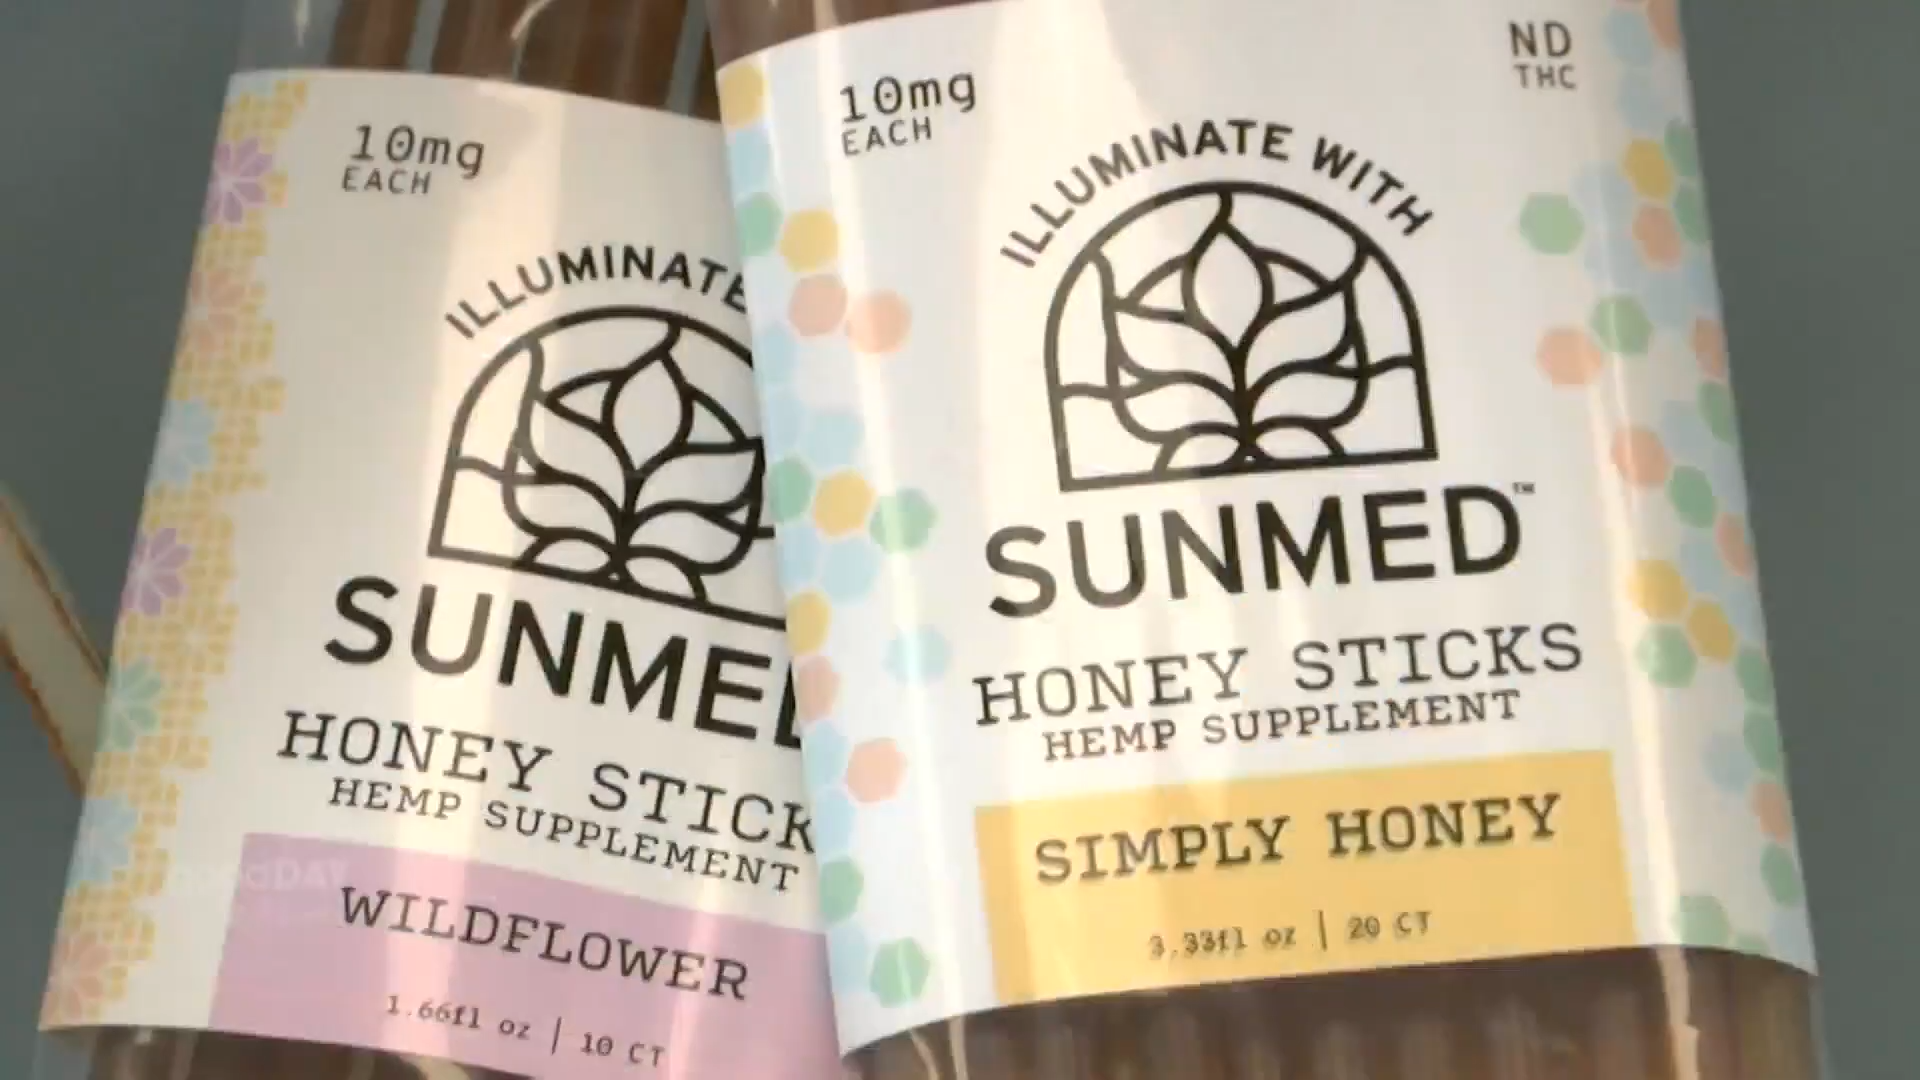 10mg
EACH
ILLUMINATE
SUNMED
HONEY STICK
HEMP SUPPLEMENT
WILDFLOWER
1.66fl oz | 10 CT
10mg
EACH
ND
THC
ILLUMINATE WITH
SUNMED™
HONEY STICKS
HEMP SUPPLEMENT
SIMPLY HONEY
3.33fl oz | 20 CT